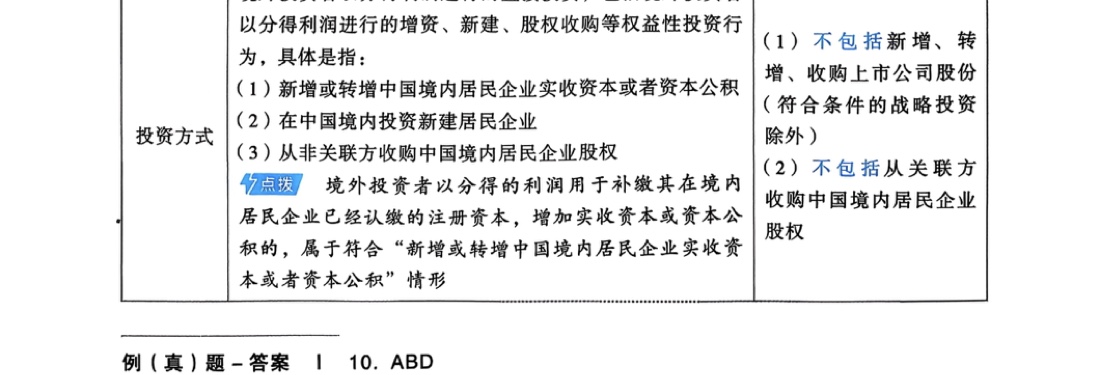 以分得利润进行的增资、新建、股权收购等权益性投资行
为，具体是指：
（1）新增或转增中国境内居民企业实收资本或者资本公积
（2）在中国境内投资新建居民企业
（3）从非关联方收购中国境内居民企业股权
点拨 境外投资者以分得的利润用于补缴其在境内
居民企业已经认缴的注册资本，增加实收资本或资本公
积的，属于符合“新增或转增中国境内居民企业实收资
本或者资本公积”情形
投资方式
（1）不包括新增、转
增、收购上市公司股份
（符合条件的战略投资
除外）
（2）不包括从关联方
收购中国境内居民企业
股权
例（真）题－答案 | 10. ABD